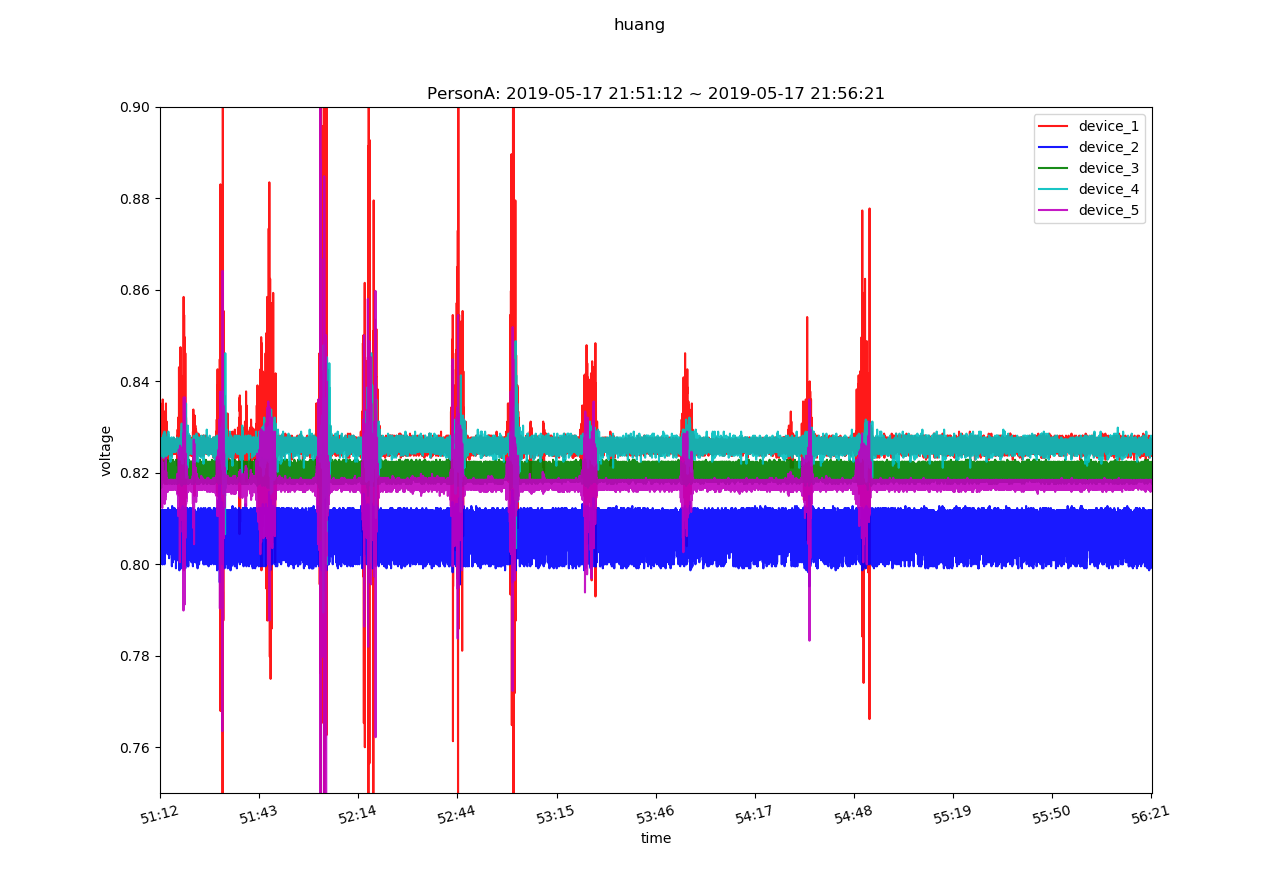 huang
PersonA: 2019-05-17 21:51:12 ~ 2019-05-17 21:56:21
0.90
0.88
0.86
0.84
0.82
0.80
0.78
0.76
voltage
device_1
device_2
device_3
device_4
device_5
51:12
51:43
52:14
52:44
53:15
53:46
54:17
54:48
55:19
55:50
56:21
time